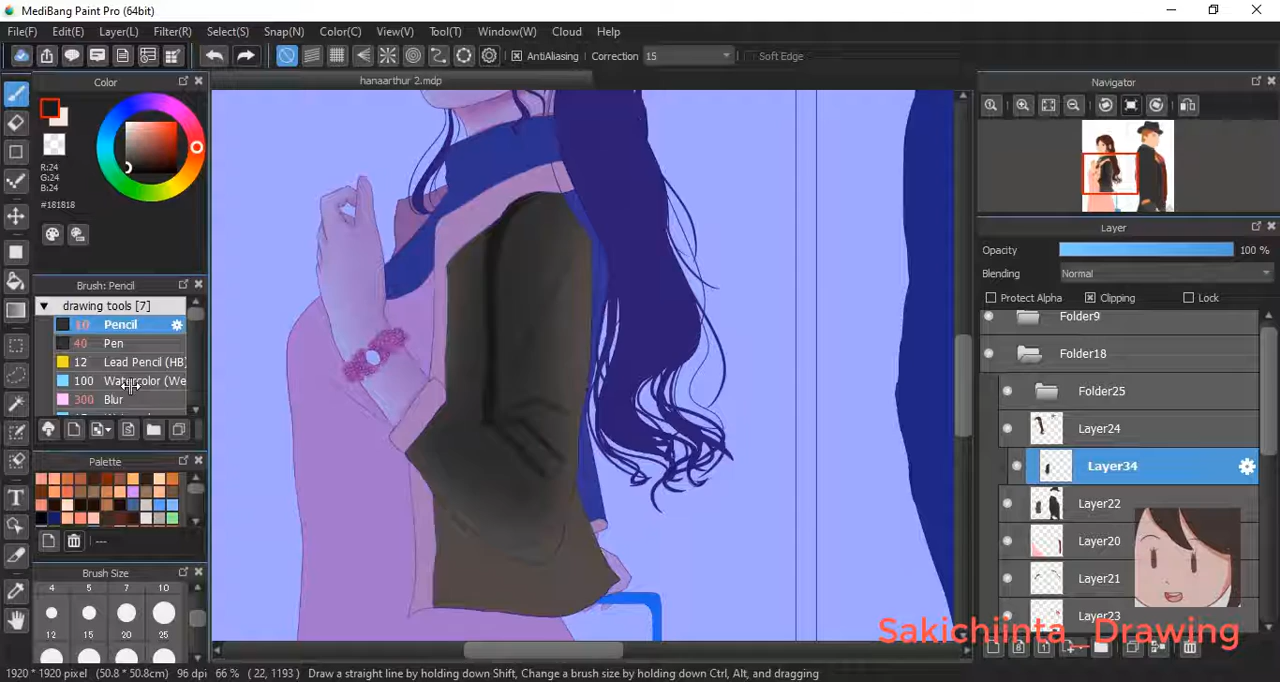 MediBang Paint Pro (64bit)
File(F) Edit(E) Layer(L) Filter(R) Select(S) Snap(N) Color(C) View(V) Tool(T) Window(W) Cloud Help
AntiAliasing Correction 15 Soft Edge
Color
hanaarthur 2.mdp
Navigator
R:24
G:24
B:24
#181818
Layer
Opacity 100 %
Blending Normal
Protect Alpha Clipping Lock
Brush: Pencil
drawing tools [7]
10 Pencil
40 Pen
12 Lead Pencil (HB)
100 Watercolor (We
300 Blur
Folder9
Folder18
Folder25
Layer24
Layer34
Layer22
Layer20
Layer21
Layer23
Palette
---
Brush Size
4 5 7 10
12 15 20 25
Sakichiinta_Drawing
1920 * 1920 pixel (50.8 * 50.8cm) 96 dpi 66 % ( 22, 1193 ) Draw a straight line by holding down Shift, Change a brush size by holding down Ctrl, Alt, and dragging